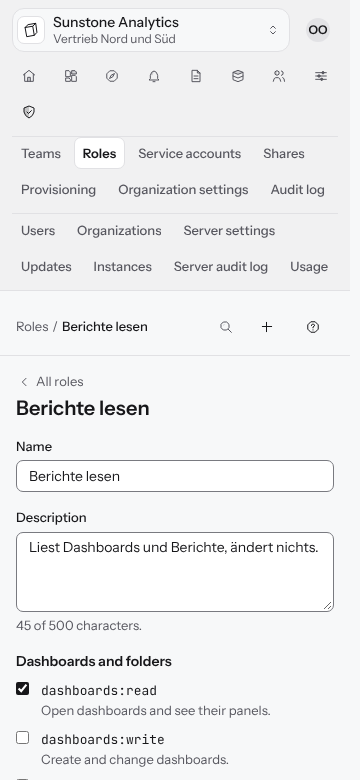 Sunstone Analytics
Vertrieb Nord und Süd
OO
Teams Roles Service accounts Shares
Provisioning Organization settings Audit log
Users Organizations Server settings
Updates Instances Server audit log Usage
Roles / Berichte lesen
All roles
Berichte lesen
Name
Berichte lesen
Description
Liest Dashboards und Berichte, ändert nichts.
45 of 500 characters.
Dashboards and folders
dashboards:read
Open dashboards and see their panels.
dashboards:write
Create and change dashboards.